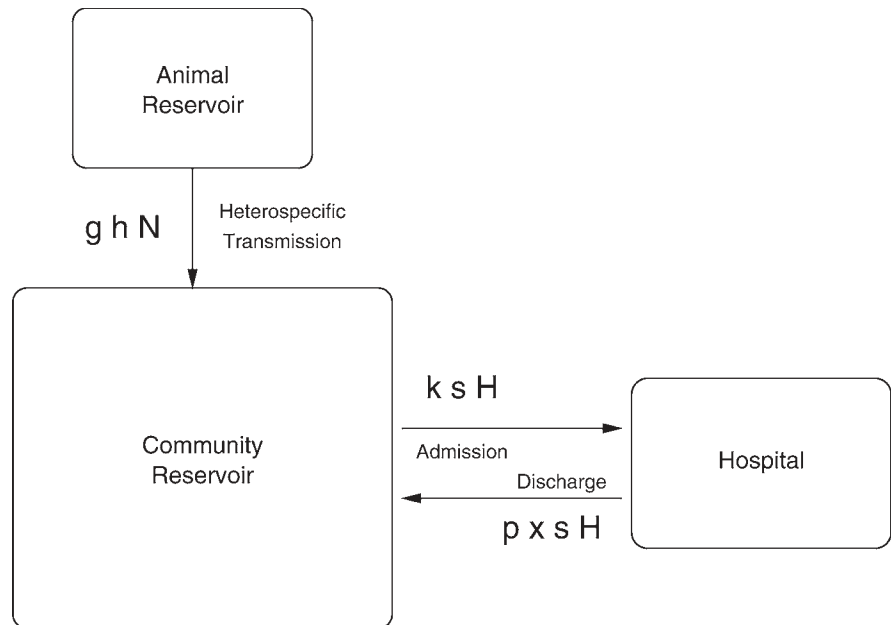 Animal
Reservoir
g h N
Heterospecific
Transmission
Community
Reservoir
k s H
Admission
Discharge
p x s H
Hospital